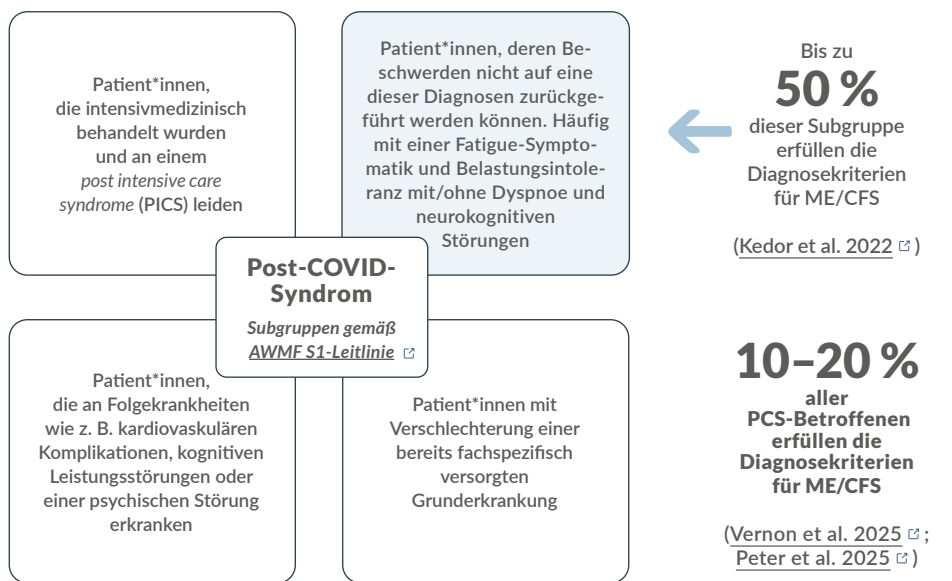 Patient*innen,
die intensivmedizinisch
behandelt wurden
und an einem
post intensive care
syndrome (PICS) leiden
Patient*innen, deren Be-
schwerden nicht auf eine
dieser Diagnosen zurückge-
führt werden können. Häufig
mit einer Fatigue-Sympto-
matik und Belastungsintole-
ranz mit/ohne Dyspnoe und
neurokognitiven
Störungen
Bis zu
50 %
dieser Subgruppe
erfüllen die
Diagnosekriterien
für ME/CFS
(Kedor et al. 2022)
Post-COVID-
Syndrom
Subgruppen gemäß
AWMF S1-Leitlinie
Patient*innen,
die an Folgekrankheiten
wie z. B. kardiovaskulären
Komplikationen, kognitiven
Leistungsstörungen oder
einer psychischen Störung
erkranken
Patient*innen mit
Verschlechterung einer
bereits fachspezifisch
versorgten
Grunderkrankung
10–20 %
aller
PCS-Betroffenen
erfüllen die
Diagnosekriterien
für ME/CFS
(Vernon et al. 2025;
Peter et al. 2025)